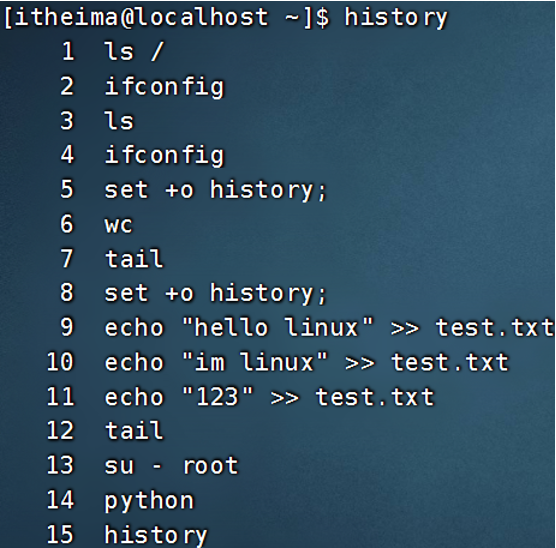 [itheima@localhost ~]$ history
1 ls /
2 ifconfig
3 ls
4 ifconfig
5 set +o history;
6 wc
7 tail
8 set +o history;
9 echo "hello linux" >> test.txt
10 echo "im linux" >> test.txt
11 echo "123" >> test.txt
12 tail
13 su - root
14 python
15 history